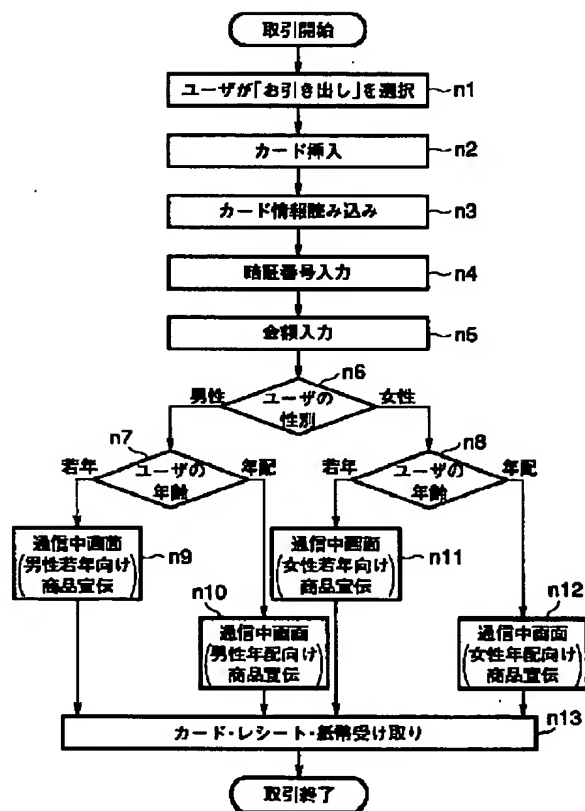 取引開始
ユーザが「お引き出し」を選択 n1
カード挿入 n2
カード情報読み込み n3
暗証番号入力 n4
金額入力 n5
n6
男性 ユーザの 女性
性別
n7 n8
若年 ユーザの 年配 若年 ユーザの 年配
年齢 年齢
通信中画面
(男性若年向け)
商品宣伝
n9
通信中画面
(女性若年向け)
商品宣伝
n11
n10
通信中画面
(男性年配向け)
商品宣伝
n12
通信中画面
(女性年配向け)
商品宣伝
カード・レシート・紙幣受け取り n13
取引終了